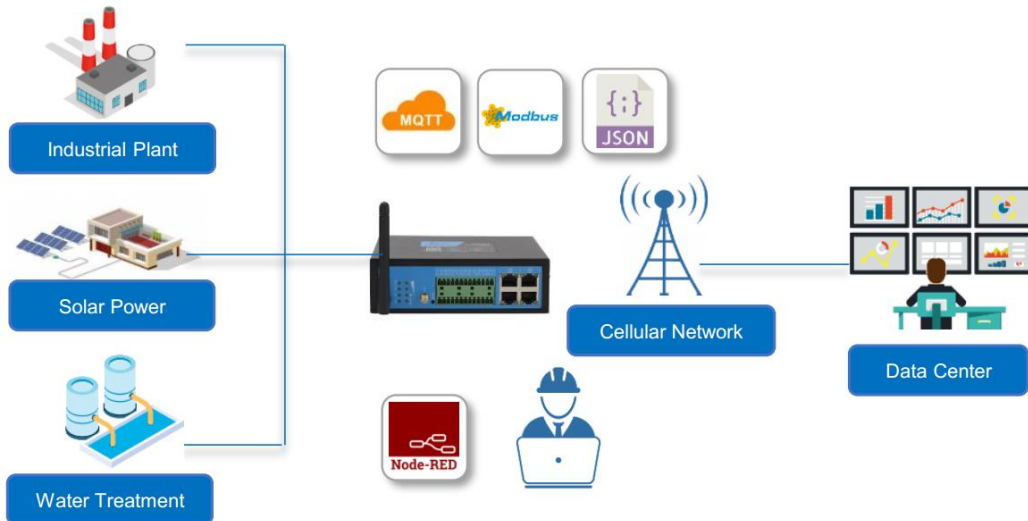 Industrial Plant
MQTT
Modbus
JSON
Solar Power
Cellular Network
Data Center
Node-RED
Water Treatment